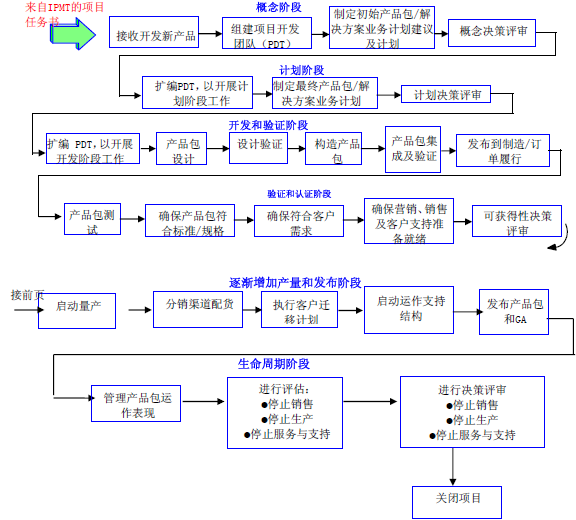 来自IPMT的项目
任务书
概念阶段
接收开发新产品
组建项目开发
团队（PDT）
制定初始产品包/解
决方案业务计划建议
及计划
概念决策评审
计划阶段
扩编PDT，以开展计
划阶段工作
制定最终产品包/解
决方案业务计划
计划决策评审
开发和验证阶段
扩编 PDT，以开展
开发阶段工作
产品包
设计
设计验证
构造产品
包
产品包集
成及验证
发布到制造/订
单履行
验证和认证阶段
产品包测
试
确保产品包符
合标准/规格
确保符合客户
需求
确保营销、销售
及客户支持准
备就绪
可获得性决策
评审
逐渐增加产量和发布阶段
接前页
启动量产
分销渠道配货
执行客户迁
移计划
启动运作支持
结构
发布产品包
和GA
生命周期阶段
管理产品包运
作表现
进行评估：
●停止销售
●停止生产
●停止服务与支持
进行决策评审
●停止销售
●停止生产
●停止服务与支持
关闭项目